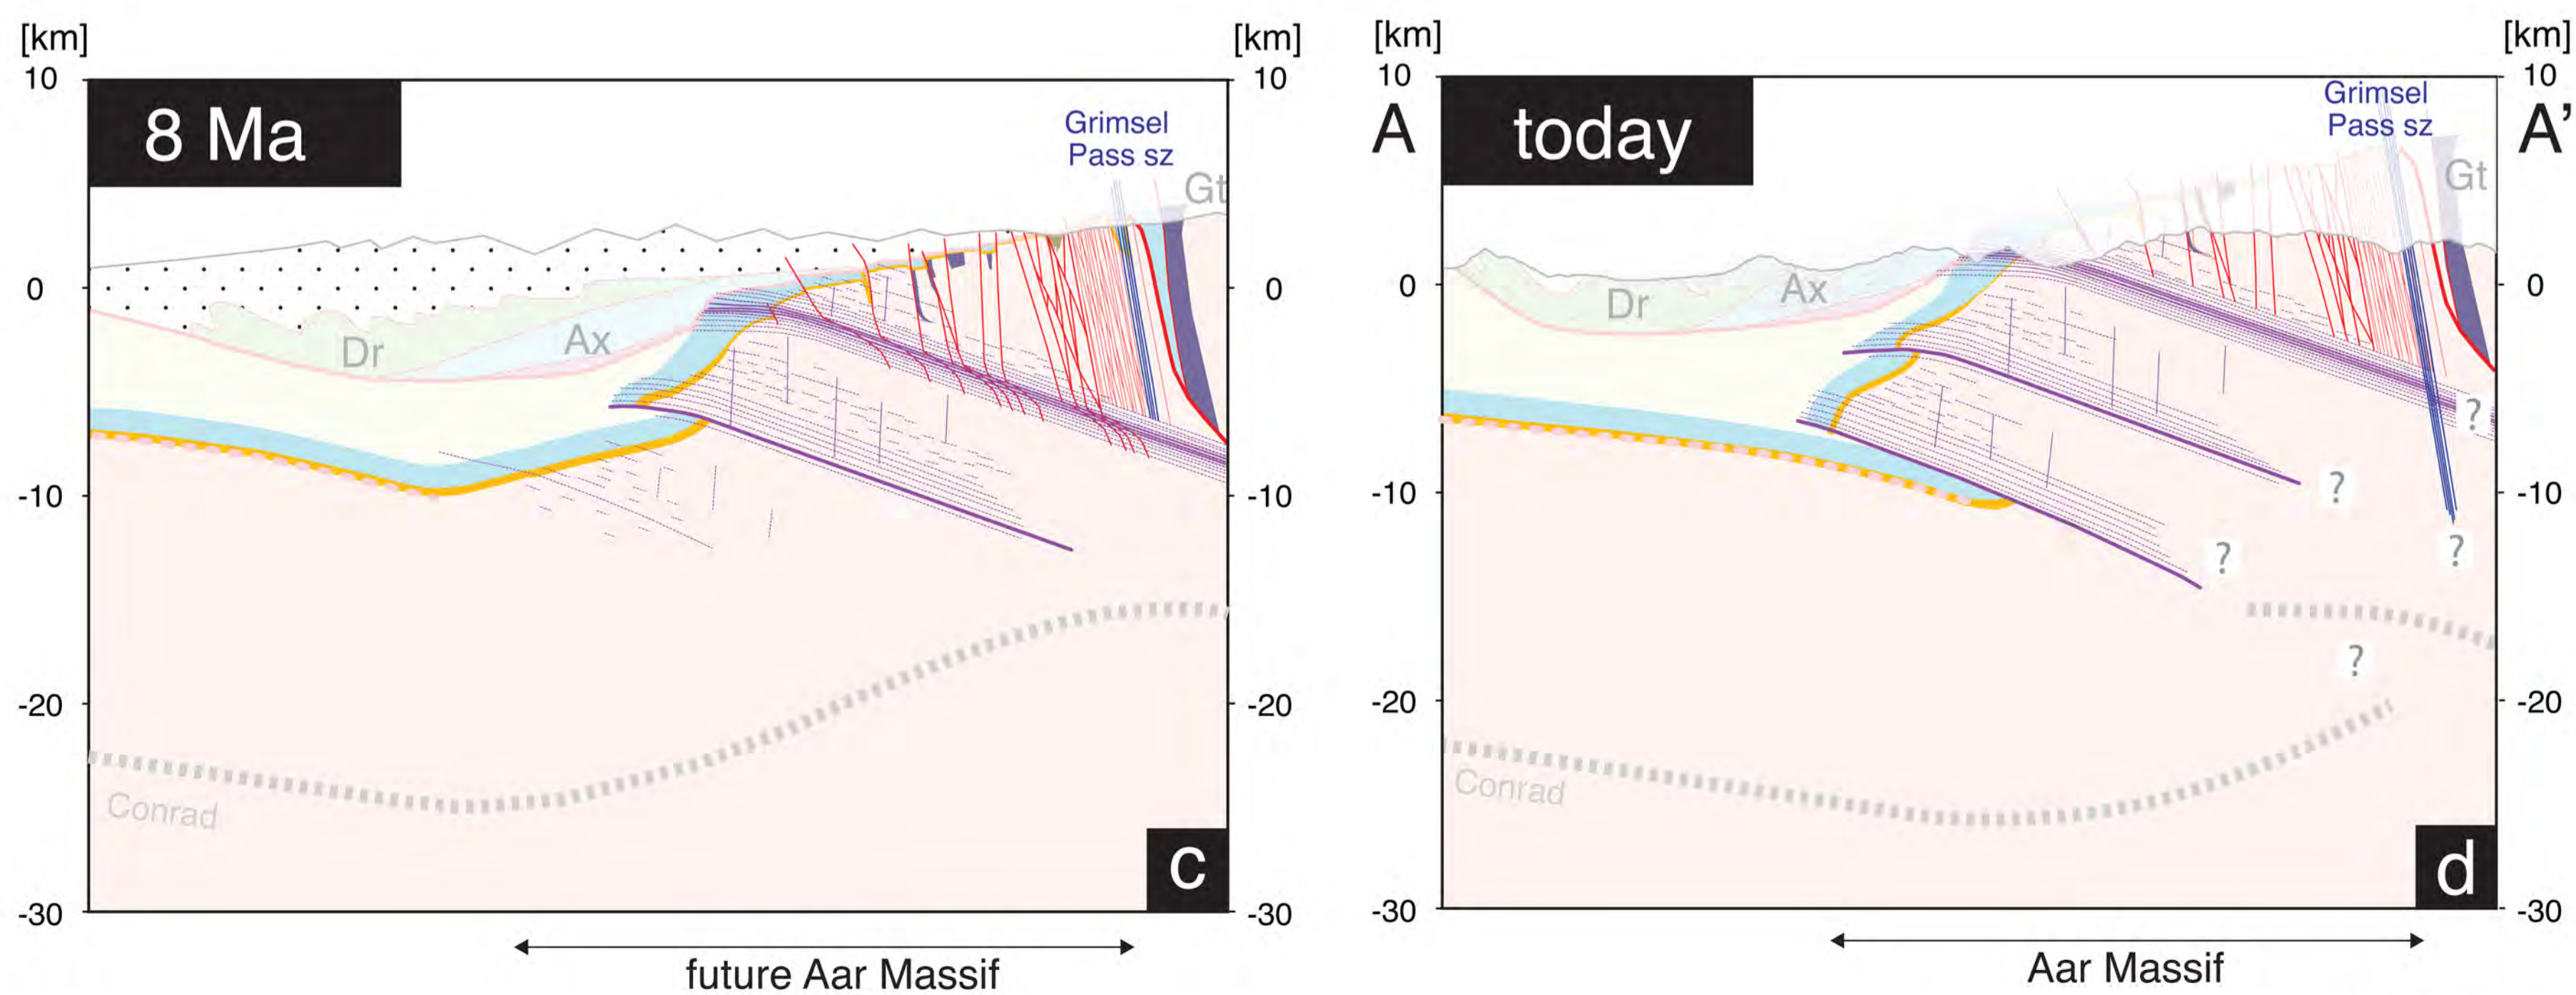 [km]
[km]
10
10
8 Ma
Grimsel
Pass sz
Gt
0
0
Dr
Ax
-10
-10
-20
-20
Conrad
c
-30
-30
future Aar Massif
[km]
[km]
10
10
A
A’
today
Grimsel
Pass sz
Gt
0
0
Dr
Ax
?
?
-10
-10
?
?
?
-20
-20
Conrad
d
-30
-30
Aar Massif